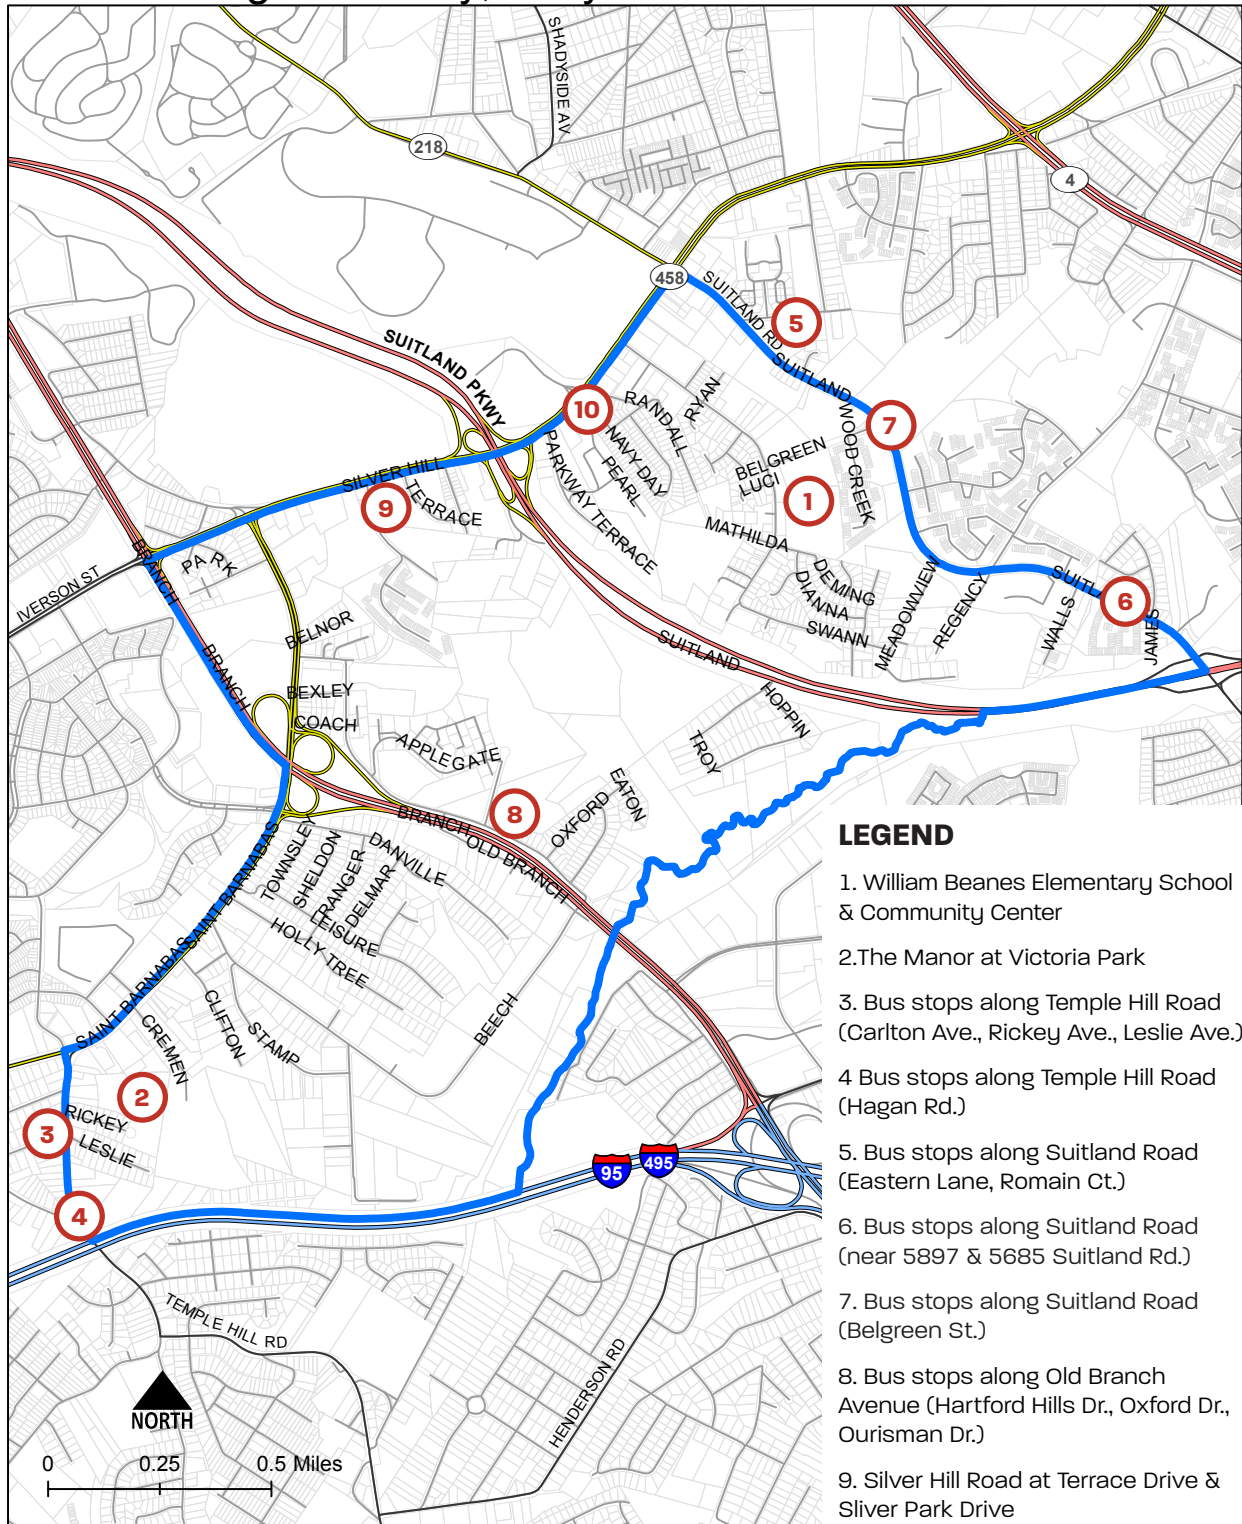 SHADYSIDE AV
218
4
458
SUITLAND RD
5
SUITLAND PKWY
SUITLAND
10
RANDALL
RYAN
WOOD CREEK
7
NAVY DAY
PEARL
BELGREEN
LUCI
1
SILVER HILL
9
TERRACE
PARKWAY TERRACE
MATHILDA
DEMING
DIANNA
SWANN
MEADOWVIEW
REGENCY
SUITL
WALLS
6
JAMES
IVERSON ST
BRANCH
PARK
BELNOR
BRANCH
SUITLAND
BEXLEY
COACH
APPLEGATE
HOPPIN
TROY
8
EATON
OXFORD
BRANCH
OLD BRANCH
TOWNSLEY
SHELDON
RANGER
DELMAR
DANVILLE
LEISURE
HOLLY TREE
SAINT BARNABAS
SAINT BARNABAS
CLIFTON
STAMP
CREMEN
BEECH
2
RICKEY
3
LESLIE
4
95
495
TEMPLE HILL RD
HENDERSON RD
NORTH
0 0.25 0.5 Miles
LEGEND
1. William Beanes Elementary School
& Community Center
2.The Manor at Victoria Park
3. Bus stops along Temple Hill Road
(Carlton Ave., Rickey Ave., Leslie Ave.)
4 Bus stops along Temple Hill Road
(Hagan Rd.)
5. Bus stops along Suitland Road
(Eastern Lane, Romain Ct.)
6. Bus stops along Suitland Road
(near 5897 & 5685 Suitland Rd.)
7. Bus stops along Suitland Road
(Belgreen St.)
8. Bus stops along Old Branch
Avenue (Hartford Hills Dr., Oxford Dr.,
Ourisman Dr.)
9. Silver Hill Road at Terrace Drive &
Sliver Park Drive